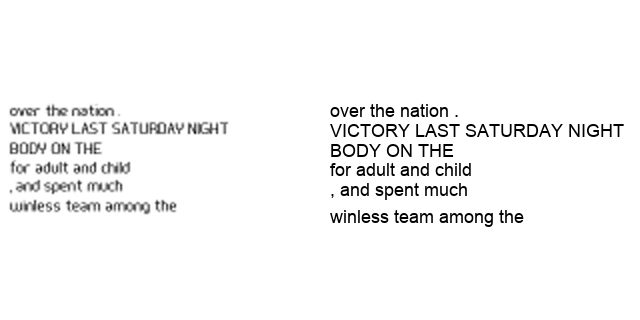 over the nation .
VICTORY LAST SATURDAY NIGHT
BODY ON THE
for adult and child
, and spent much
winless team among the
over the nation .
VICTORY LAST SATURDAY NIGHT
BODY ON THE
for adult and child
, and spent much
winless team among the